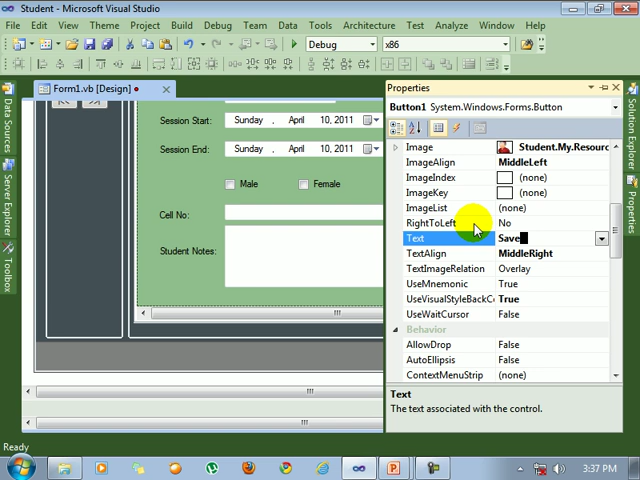 Student - Microsoft Visual Studio
File Edit View Theme Project Build Debug Team Data Tools Architecture Test Analyze Window Help
Debug x86
Form1.vb [Design]
Data Sources
Server Explorer
Toolbox
Session Start: Sunday , April 10, 2011
Session End: Sunday , April 10, 2011
Male Female
Cell No:
Student Notes:
Properties
Button1 System.Windows.Forms.Button
Image Student.My.Resourc
ImageAlign MiddleLeft
ImageIndex (none)
ImageKey (none)
ImageList (none)
RightToLeft No
Text Save
TextAlign MiddleRight
TextImageRelation Overlay
UseMnemonic True
UseVisualStyleBackCo True
UseWaitCursor False
Behavior
AllowDrop False
AutoEllipsis False
ContextMenuStrip (none)
Text
The text associated with the control.
Solution Explorer
Properties
Ready
3:37 PM